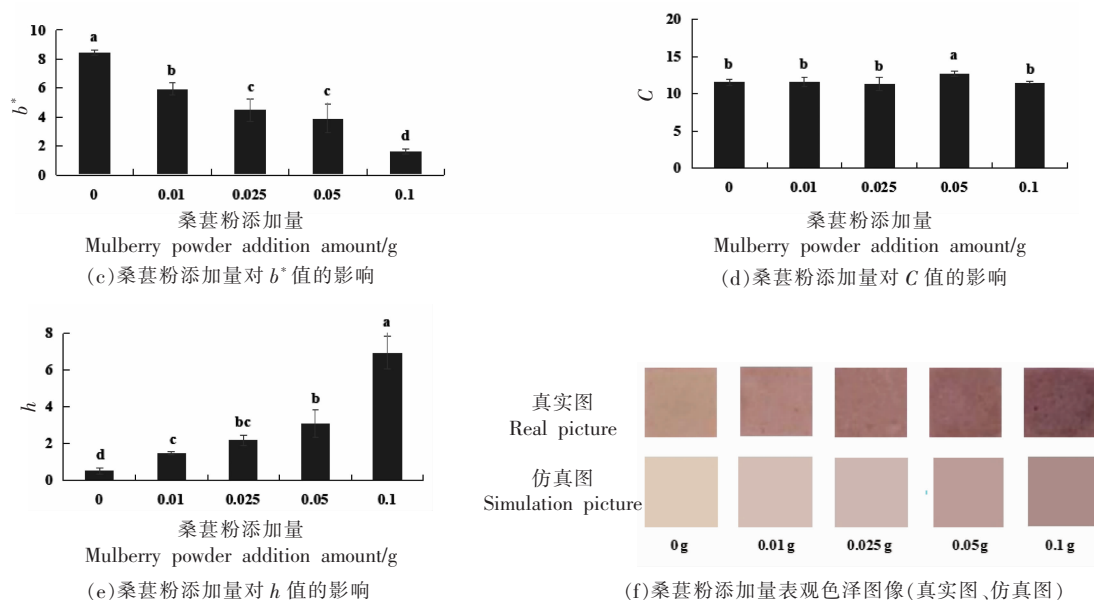 10
8
6
4
2
0
b*
a
b
c
c
d
0 0.01 0.025 0.05 0.1
桑葚粉添加量
Mulberry powder addition amount/g
(c)桑葚粉添加量对 b* 值的影响
20
15
10
5
0
C
b
b
b
a
b
0 0.01 0.025 0.05 0.1
桑葚粉添加量
Mulberry powder addition amount/g
(d)桑葚粉添加量对 C 值的影响
8
6
4
2
0
h
d
c
bc
b
a
0 0.01 0.025 0.05 0.1
桑葚粉添加量
Mulberry powder addition amount/g
(e)桑葚粉添加量对 h 值的影响
真实图
Real picture
仿真图
Simulation picture
0 g 0.01 g 0.025 g 0.05g 0.1 g
(f)桑葚粉添加量表观色泽图像(真实图、仿真图)